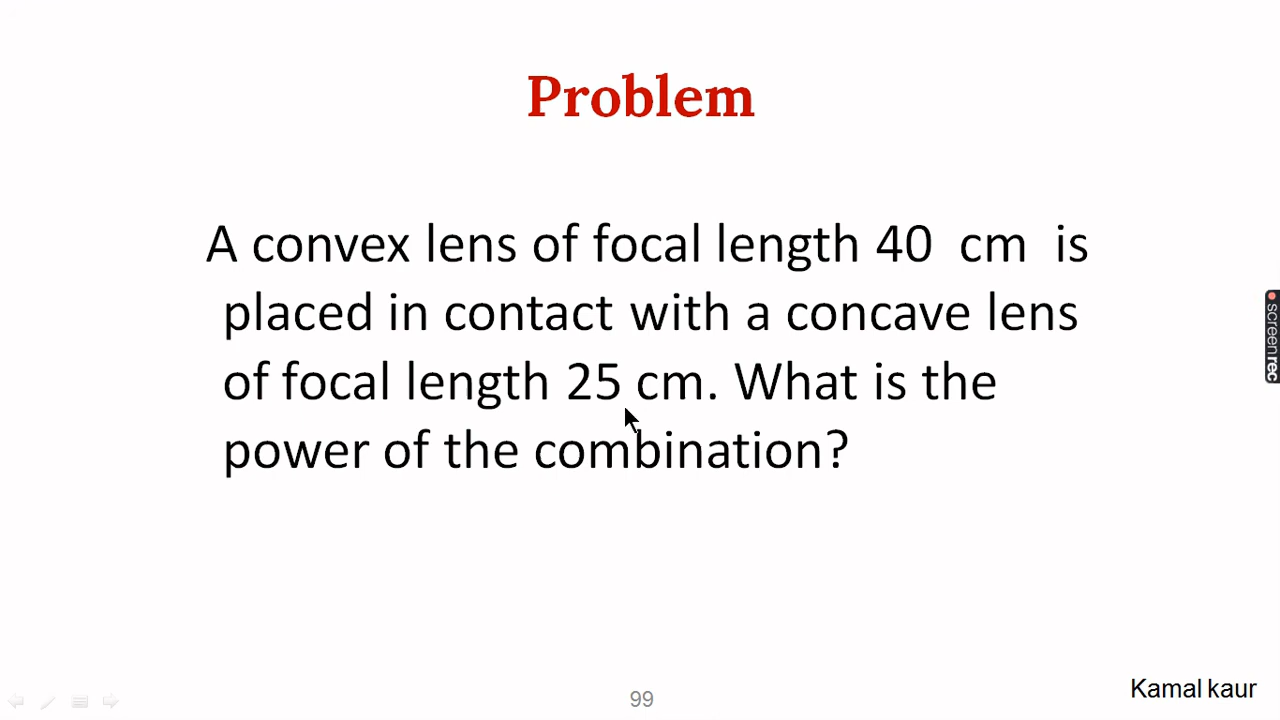 Problem
A convex lens of focal length 40 cm is
placed in contact with a concave lens
of focal length 25 cm. What is the
power of the combination?
screenrec
99
Kamal kaur